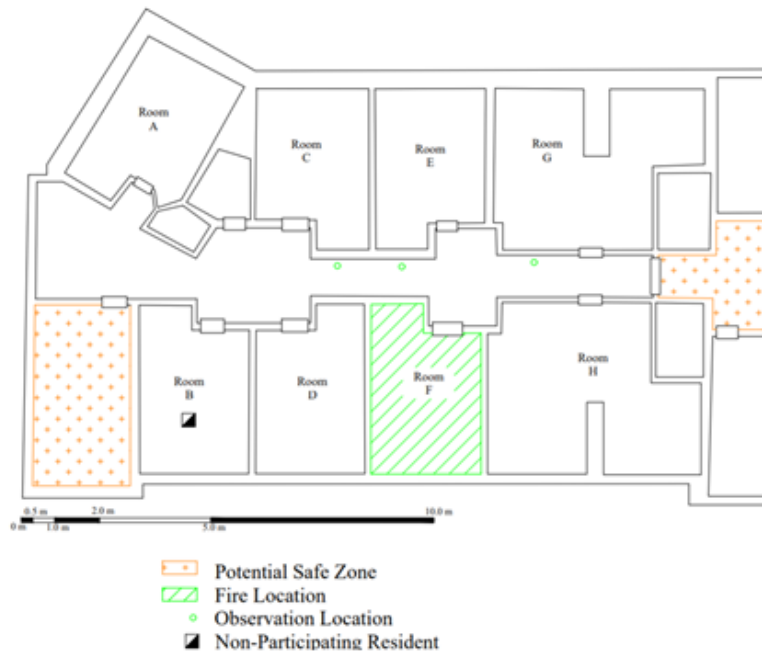 Room
A
Room
C
Room
E
Room
G
Room
B
Room
D
Room
F
Room
H
0.5 m 2.0 m 10.0 m
0 m 1.0 m 5.0 m
Potential Safe Zone
Fire Location
Observation Location
Non-Participating Resident